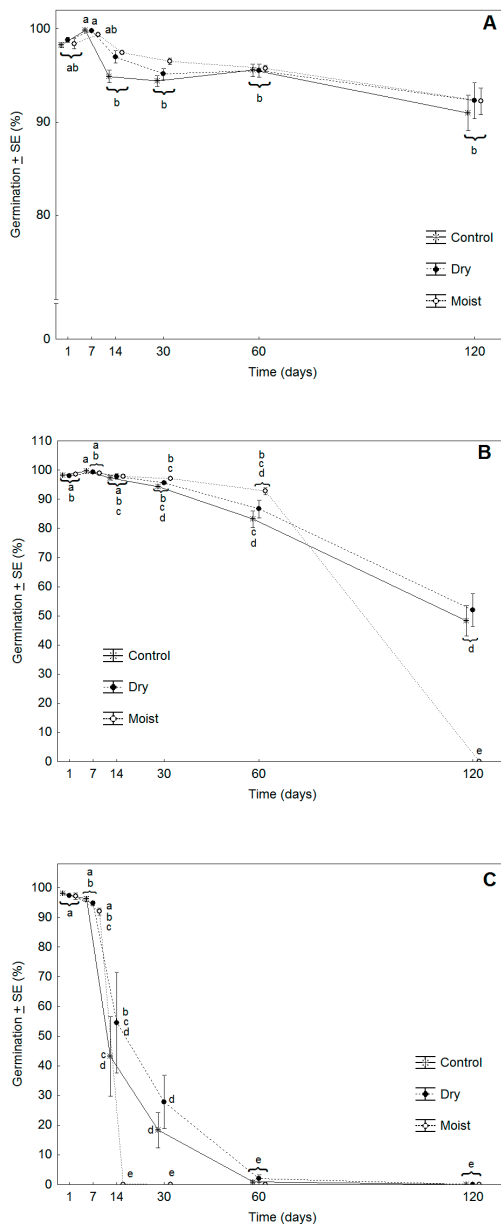 A
100
90
80
0
Germination ± SE (%)
a a ab
ab
b
b
b
b
Control
Dry
Moist
1 7 14 30 60 120
Time (days)
B
110
100
90
80
70
60
50
40
30
20
10
0
Germination ± SE (%)
a
b
a
a
b
a
b
c
b
c
b
c
d
b
c
d
c
d
d
e
Control
Dry
Moist
1 7 14 30 60 120
Time (days)
C
100
90
80
70
60
50
40
30
20
10
0
Germination ± SE (%)
a
a
b
a
b
c
b
c
d
c
d
d
d
e
e
e
e
Control
Dry
Moist
1 7 14 30 60 120
Time (days)